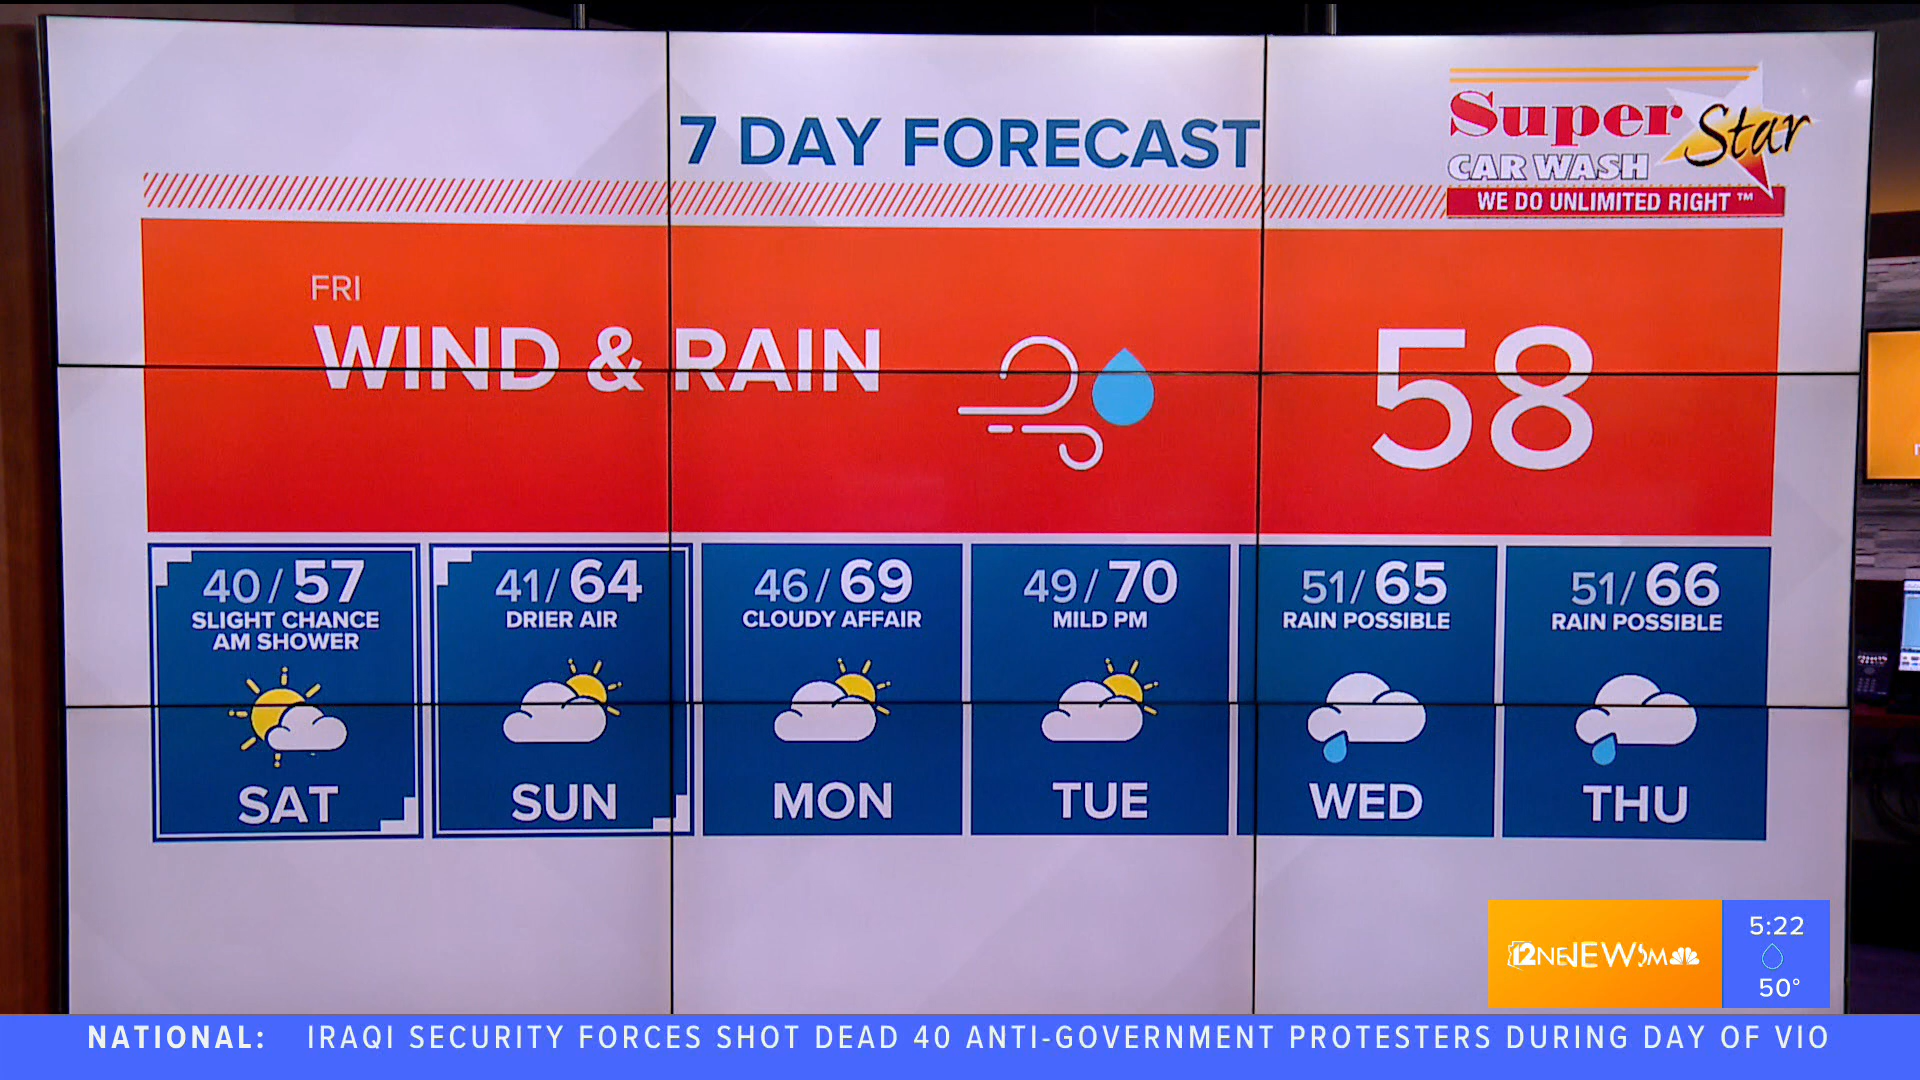 7 DAY FORECAST
Super Star
CAR WASH
WE DO UNLIMITED RIGHT ™
FRI
WIND & RAIN
58
40/57
SLIGHT CHANCE
AM SHOWER
SAT
41/64
DRIER AIR
SUN
46/69
CLOUDY AFFAIR
MON
49/70
MILD PM
TUE
51/65
RAIN POSSIBLE
WED
51/66
RAIN POSSIBLE
THU
5:22
50°
NATIONAL: IRAQI SECURITY FORCES SHOT DEAD 40 ANTI-GOVERNMENT PROTESTERS DURING DAY OF VIO